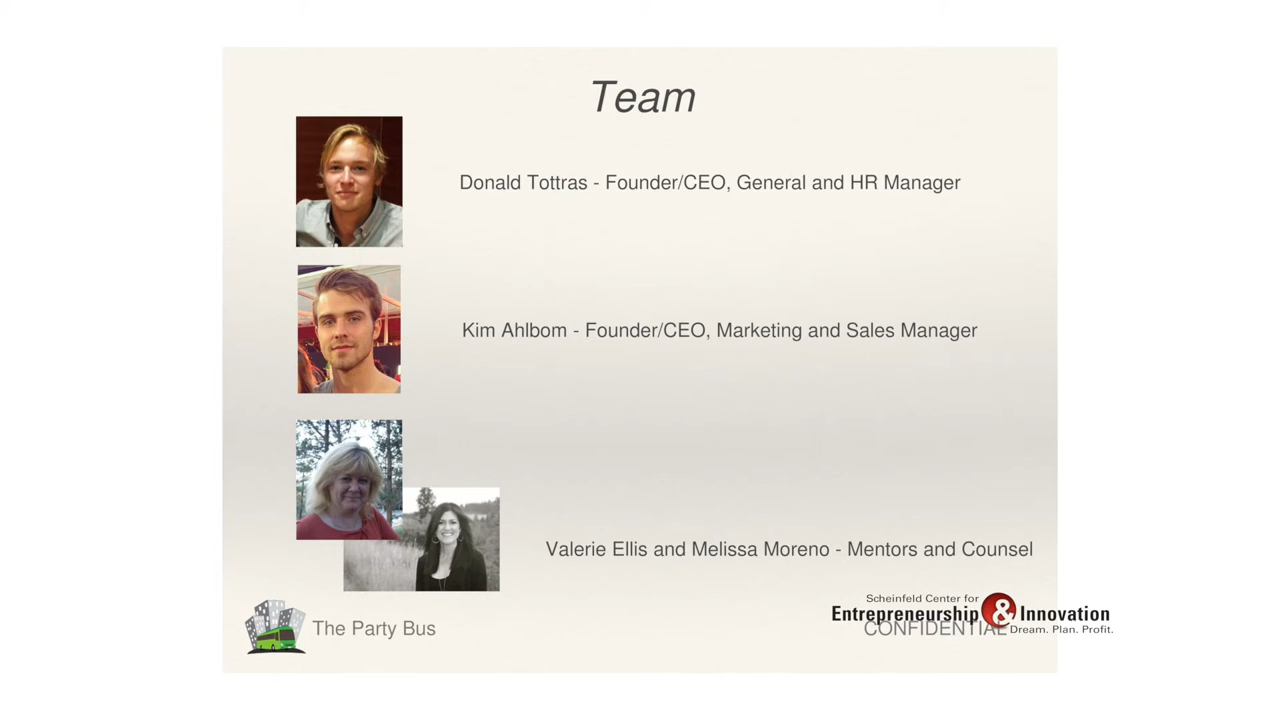 Team
Donald Tottras - Founder/CEO, General and HR Manager
Kim Ahlbom - Founder/CEO, Marketing and Sales Manager
Valerie Ellis and Melissa Moreno - Mentors and Counsel
The Party Bus
Scheinfeld Center for
Entrepreneurship & Innovation
CONFIDENTIAL
Dream. Plan. Profit.